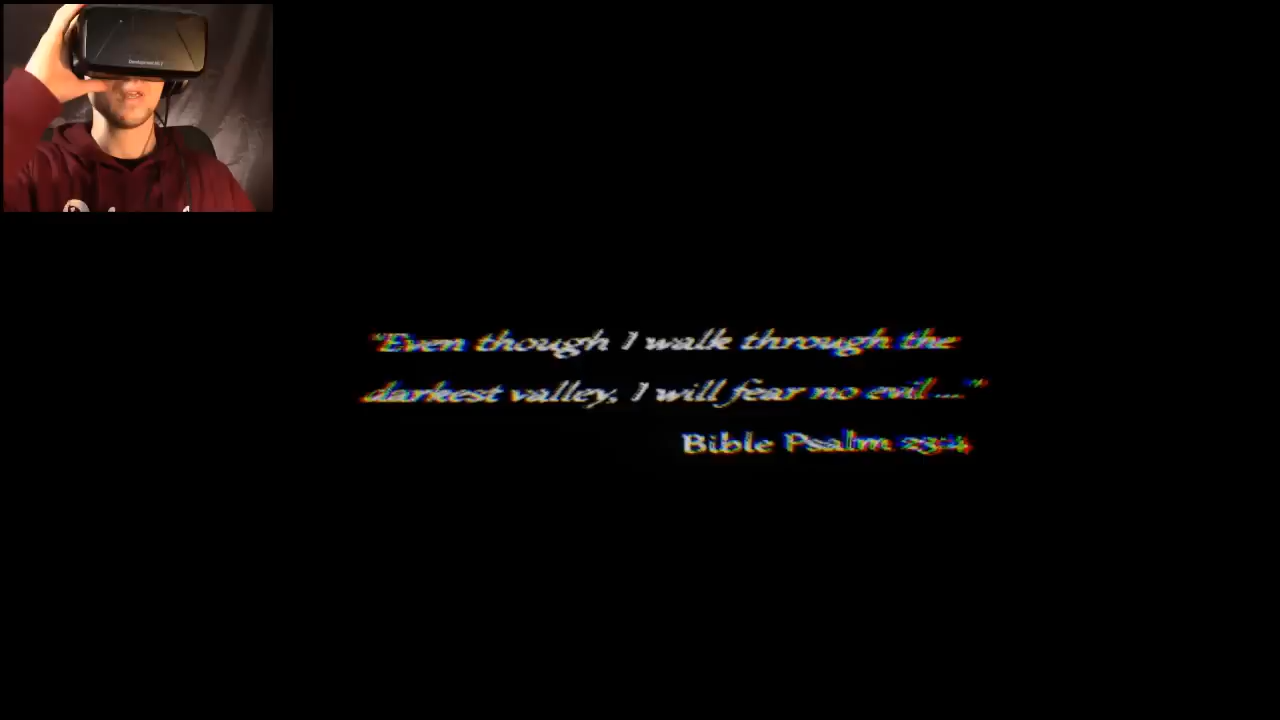 "Even though I walk through the
darkest valley, I will fear no evil ..."
Bible Psalm 23:4